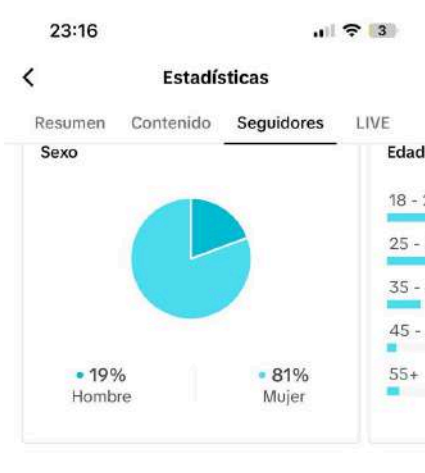 23:16 3
Estadísticas
Resumen Contenido Seguidores LIVE
Sexo
Edad
18 -
25 -
35 -
45 -
55+
• 19%
Hombre
• 81%
Mujer